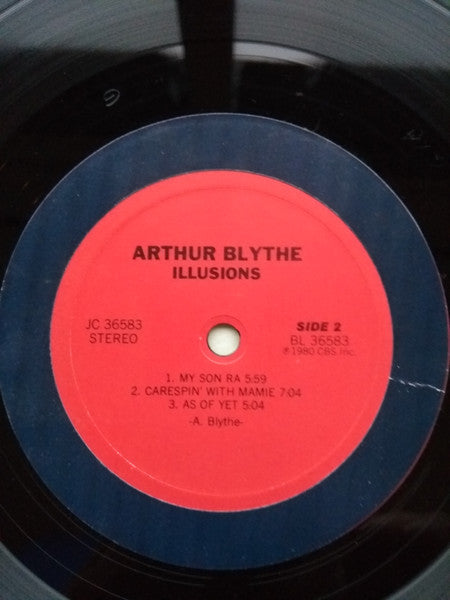 ARTHUR BLYTHE
ILLUSIONS
JC 36583
STEREO
SIDE 2
BL 36583
℗1980 CBS Inc.
1. MY SON RA 5:59
2. CARESPIN' WITH MAMIE 7:04
3. AS OF YET 5:04
-A. Blythe-